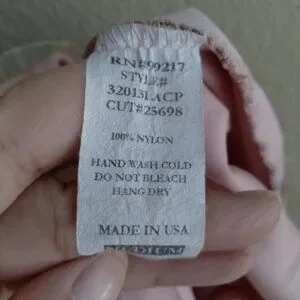 RN#99217
STYLE#
32013LACP
CUT#25698
100% NYLON
HAND WASH COLD
DO NOT BLEACH
HANG DRY
MADE IN USA
MEDIUM